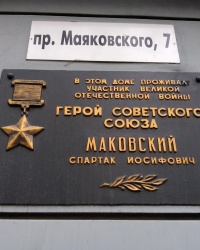 пр. Маяковского, 7
В ЭТОМ ДОМЕ ПРОЖИВАЛ
УЧАСТНИК ВЕЛИКОЙ
ОТЕЧЕСТВЕННОЙ ВОЙНЫ
ГЕРОЙ СОВЕТСКОГО
СОЮЗА
МАКОВСКИЙ
СПАРТАК ИОСИФОВИЧ